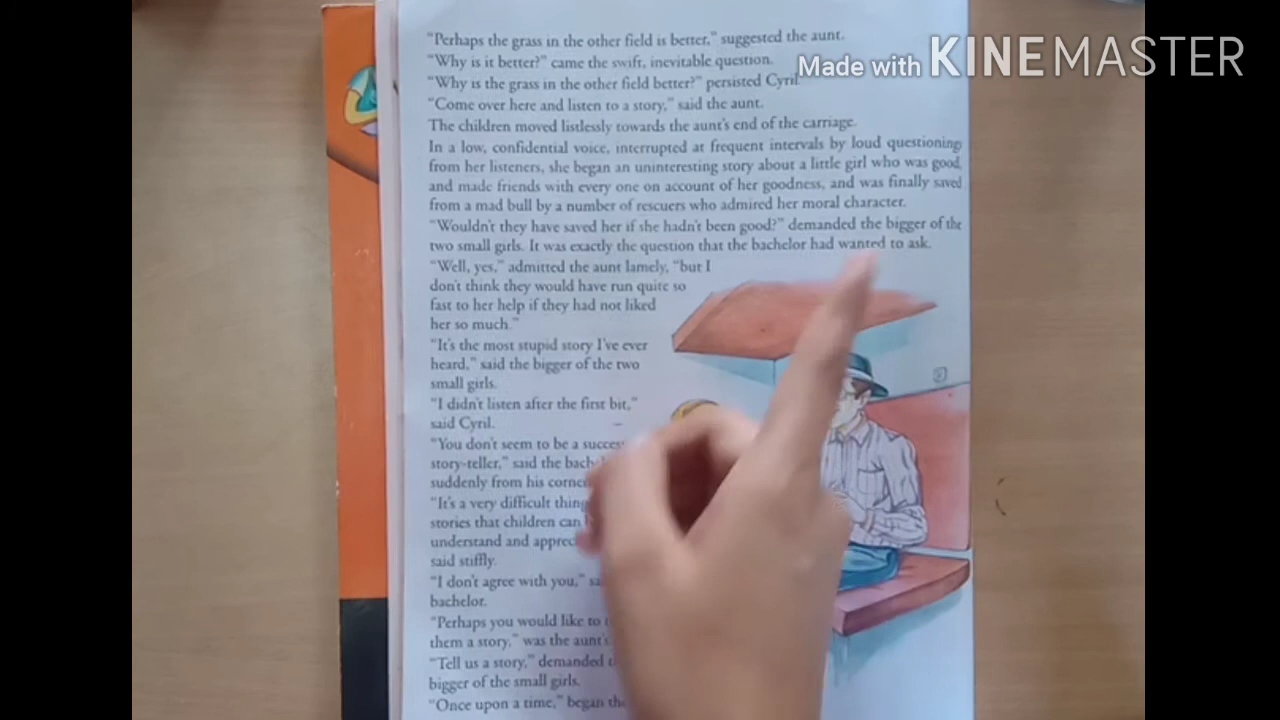 Made with KINEMASTER
"Perhaps the grass in the other field is better," suggested the aunt.
"Why is it better?" came the swift, inevitable question.
"Why is the grass in the other field better?" persisted Cyril.
"Come over here and listen to a story," said the aunt.
The children moved listlessly towards the aunt's end of the carriage.
In a low, confidential voice, interrupted at frequent intervals by loud questioning
from her listeners, she began an uninteresting story about a little girl who was good,
and made friends with every one on account of her goodness, and was finally saved
from a mad bull by a number of rescuers who admired her moral character.
"Wouldn't they have saved her if she hadn't been good?" demanded the bigger of the
two small girls. It was exactly the question that the bachelor had wanted to ask.
"Well, yes," admitted the aunt lamely, "but I
don't think they would have run quite so
fast to her help if they had not liked
her so much."
"It's the most stupid story I've ever
heard," said the bigger of the two
small girls.
"I didn't listen after the first bit,"
said Cyril.
"You don't seem to be a
story-teller," said the
suddenly from his
"It's a very difficult
stories that children can
understand and
said stiffly.
"I don't agree with you,"
bachelor.
"Perhaps you would like to
them a story," was the
"Tell us a story," demanded
bigger of the small girls.
"Once upon a time," began